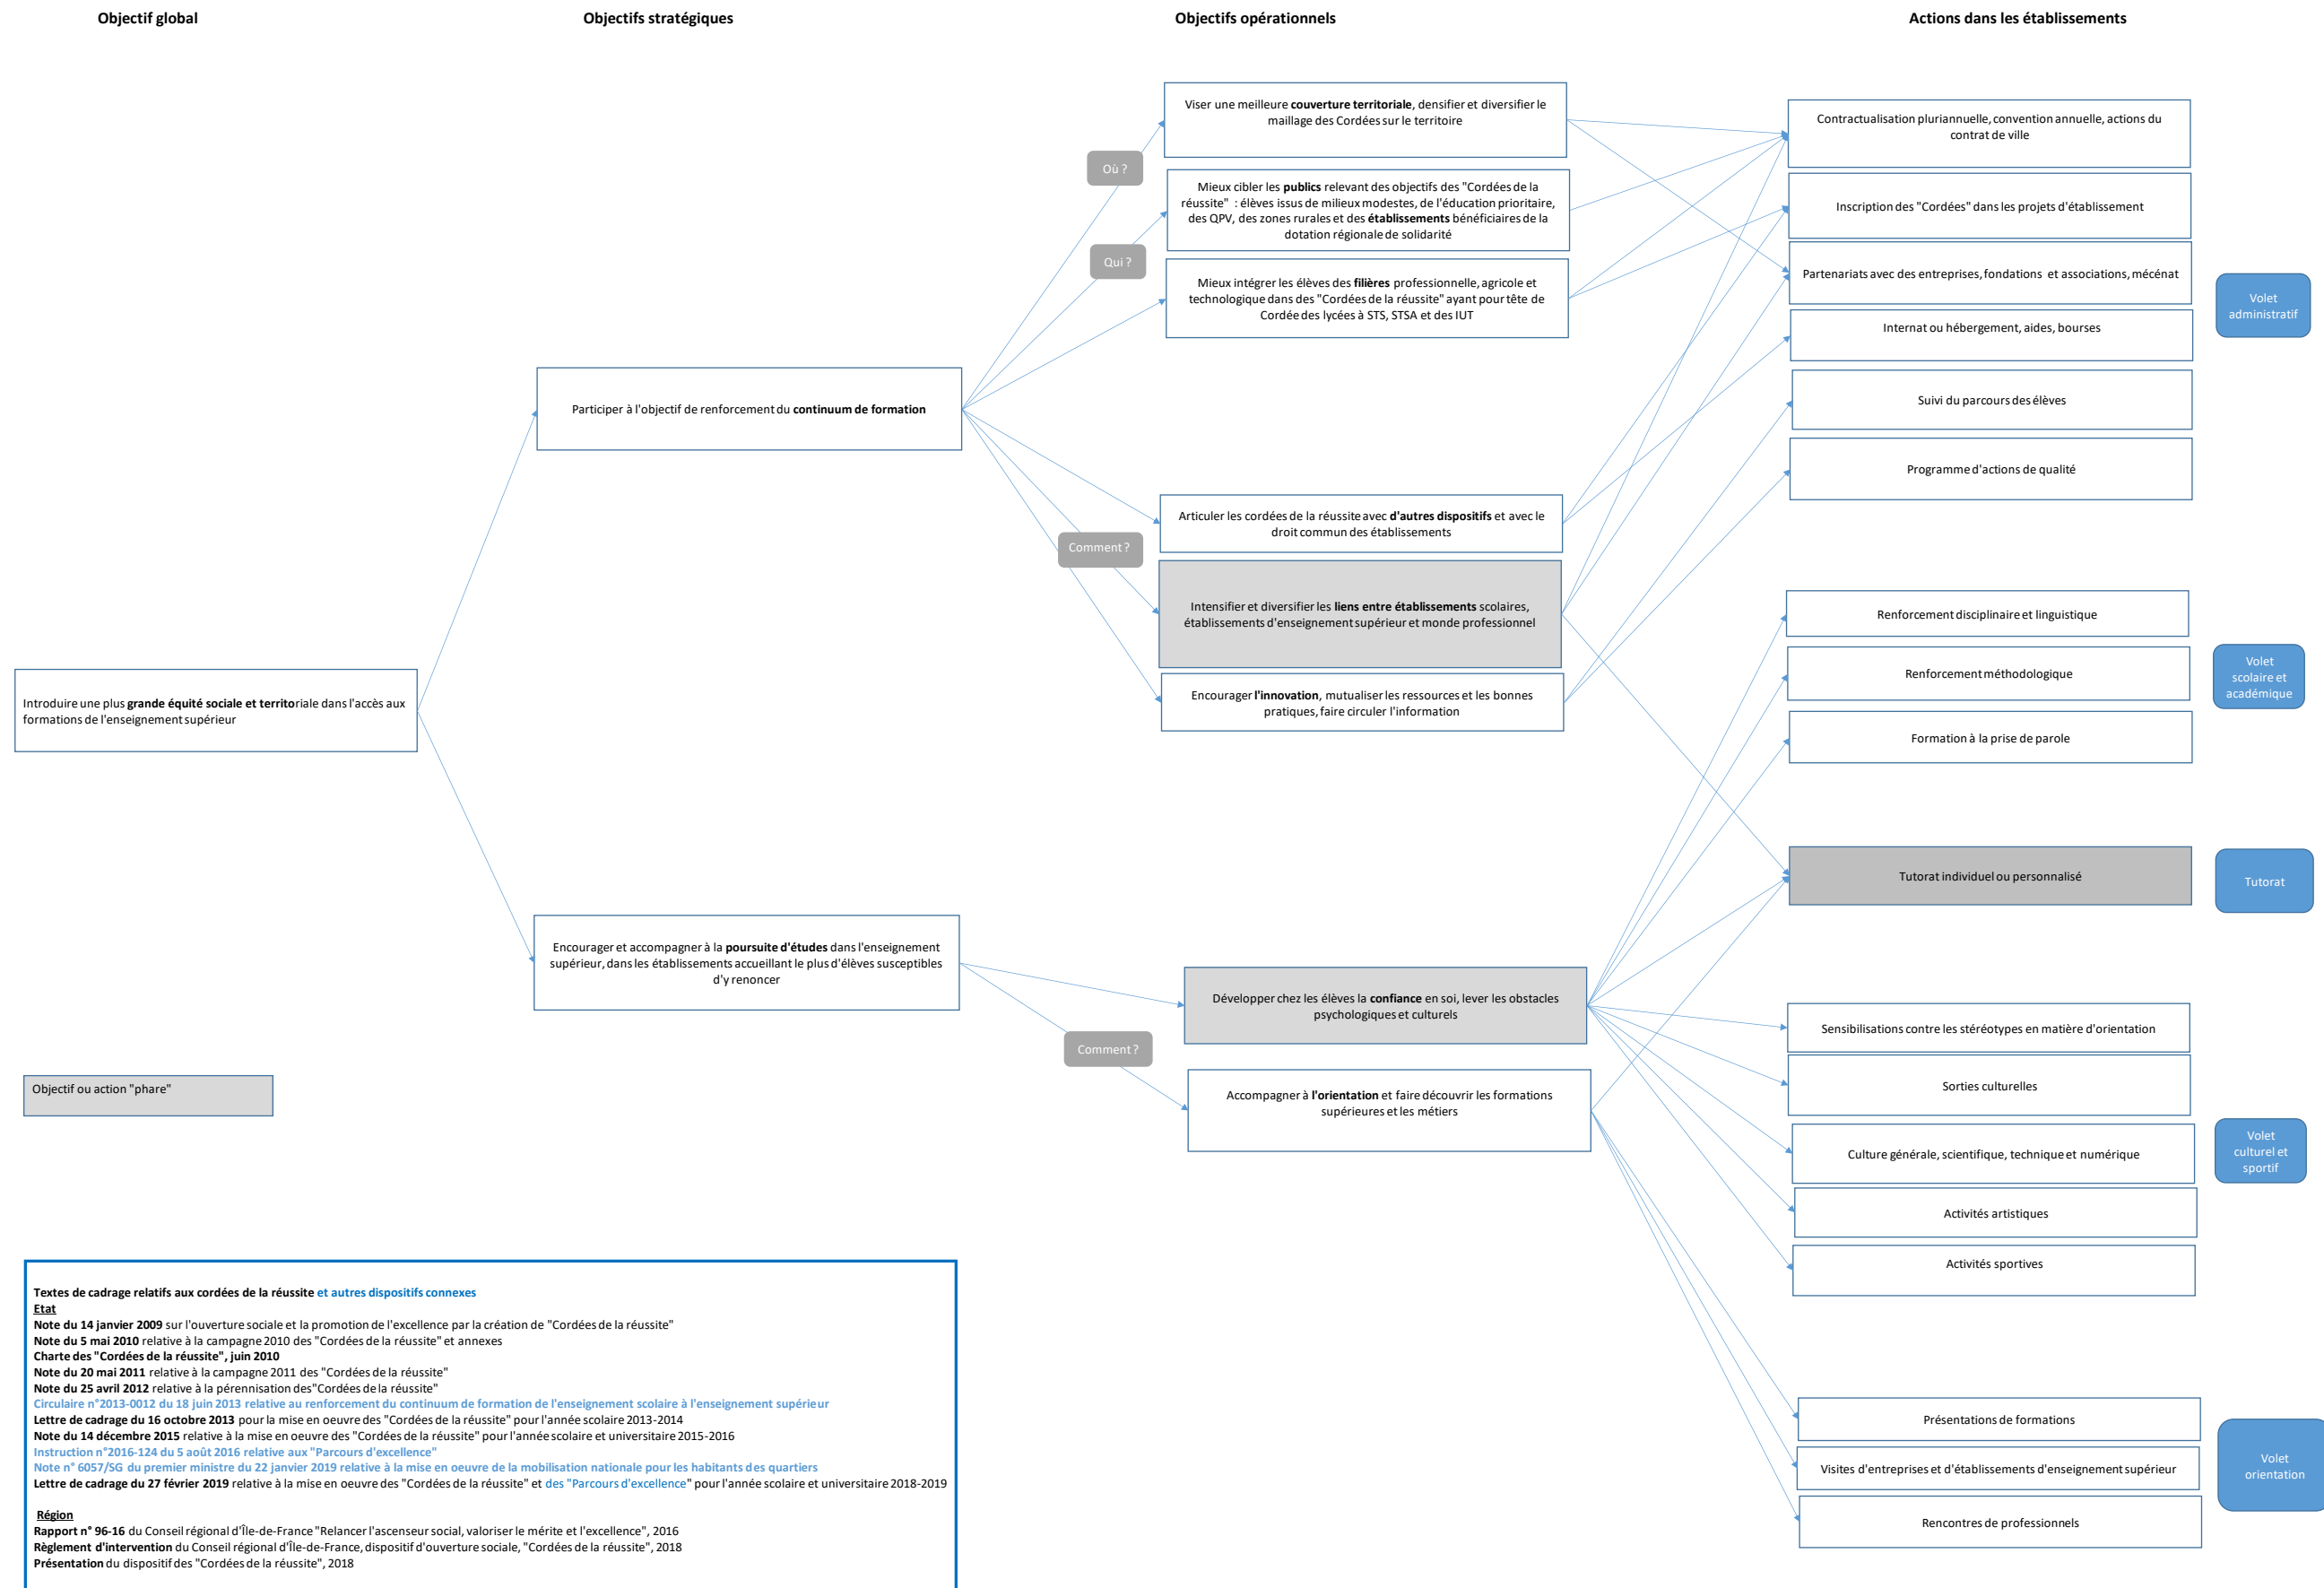 Objectif global
Objectifs stratégiques
Objectifs opérationnels
Actions dans les établissements
Viser une meilleure couverture territoriale, densifier et diversifier le
maillage des Cordées sur le territoire
Contractualisation pluriannuelle, convention annuelle, actions du
contrat de ville
Où ?
Mieux cibler les publics relevant des objectifs des "Cordées de la
réussite" : élèves issus de milieux modestes, de l'éducation prioritaire,
des QPV, des zones rurales et des établissements bénéficiaires de la
dotation régionale de solidarité
Inscription des "Cordées" dans les projets d'établissement
Qui ?
Mieux intégrer les élèves des filières professionnelle, agricole et
technologique dans des "Cordées de la réussite" ayant pour tête de
Cordée des lycées à STS, STSA et des IUT
Partenariats avec des entreprises, fondations et associations, mécénat
Volet
administratif
Internat ou hébergement, aides, bourses
Participer à l'objectif de renforcement du continuum de formation
Suivi du parcours des élèves
Programme d'actions de qualité
Articuler les cordées de la réussite avec d'autres dispositifs et avec le
droit commun des établissements
Comment ?
Intensifier et diversifier les liens entre établissements scolaires,
établissements d'enseignement supérieur et monde professionnel
Renforcement disciplinaire et linguistique
Renforcement méthodologique
Volet
scolaire et
académique
Introduire une plus grande équité sociale et territoriale dans l'accès aux
formations de l'enseignement supérieur
Encourager l'innovation, mutualiser les ressources et les bonnes
pratiques, faire circuler l'information
Formation à la prise de parole
Tutorat individuel ou personnalisé
Tutorat
Encourager et accompagner à la poursuite d'études dans l'enseignement
supérieur, dans les établissements accueillant le plus d'élèves susceptibles
d'y renoncer
Développer chez les élèves la confiance en soi, lever les obstacles
psychologiques et culturels
Sensibilisations contre les stéréotypes en matière d'orientation
Comment ?
Sorties culturelles
Objectif ou action "phare"
Accompagner à l'orientation et faire découvrir les formations
supérieures et les métiers
Culture générale, scientifique, technique et numérique
Volet
culturel et
sportif
Activités artistiques
Activités sportives
Textes de cadrage relatifs aux cordées de la réussite et autres dispositifs connexes
Etat
Note du 14 janvier 2009 sur l'ouverture sociale et la promotion de l'excellence par la création de "Cordées de la réussite"
Note du 5 mai 2010 relative à la campagne 2010 des "Cordées de la réussite" et annexes
Charte des "Cordées de la réussite", juin 2010
Note du 20 mai 2011 relative à la campagne 2011 des "Cordées de la réussite"
Note du 25 avril 2012 relative à la pérennisation des"Cordées de la réussite"
Circulaire n°2013-0012 du 18 juin 2013 relative au renforcement du continuum de formation de l'enseignement scolaire à l'enseignement supérieur
Lettre de cadrage du 16 octobre 2013 pour la mise en oeuvre des "Cordées de la réussite" pour l'année scolaire 2013-2014
Note du 14 décembre 2015 relative à la mise en oeuvre des "Cordées de la réussite" pour l'année scolaire et universitaire 2015-2016
Instruction n°2016-124 du 5 août 2016 relative aux "Parcours d'excellence"
Note n° 6057/SG du premier ministre du 22 janvier 2019 relative à la mise en oeuvre de la mobilisation nationale pour les habitants des quartiers
Lettre de cadrage du 27 février 2019 relative à la mise en oeuvre des "Cordées de la réussite" et des "Parcours d'excellence" pour l'année scolaire et universitaire 2018-2019
Région
Rapport n° 96-16 du Conseil régional d'Île-de-France "Relancer l'ascenseur social, valoriser le mérite et l'excellence", 2016
Règlement d'intervention du Conseil régional d'Île-de-France, dispositif d'ouverture sociale, "Cordées de la réussite", 2018
Présentation du dispositif des "Cordées de la réussite", 2018
Présentations de formations
Visites d'entreprises et d'établissements d'enseignement supérieur
Volet
orientation
Rencontres de professionnels